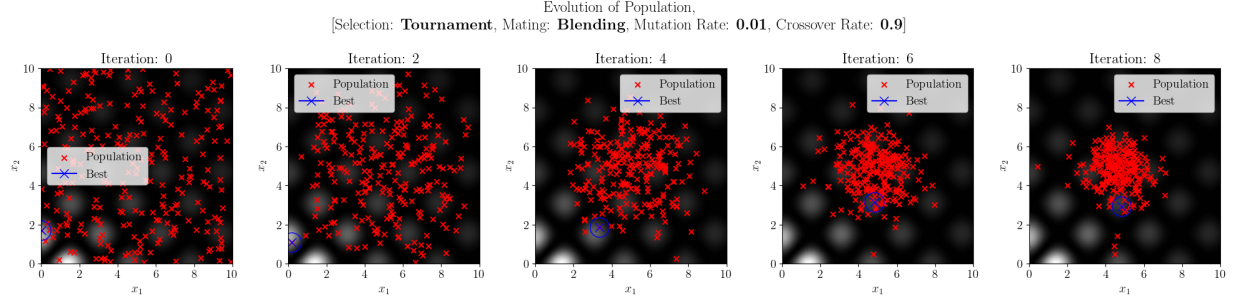 Evolution of Population,
[Selection: Tournament, Mating: Blending, Mutation Rate: 0.01, Crossover Rate: 0.9]
Iteration: 0
10
8
6
4
2
0
x2
Population
Best
0 2 4 6 8 10
x1
Iteration: 2
10
8
6
4
2
0
x2
Population
Best
0 2 4 6 8 10
x1
Iteration: 4
10
8
6
4
2
0
x2
Population
Best
0 2 4 6 8 10
x1
Iteration: 6
10
8
6
4
2
0
x2
Population
Best
0 2 4 6 8 10
x1
Iteration: 8
10
8
6
4
2
0
x2
Population
Best
0 2 4 6 8 10
x1